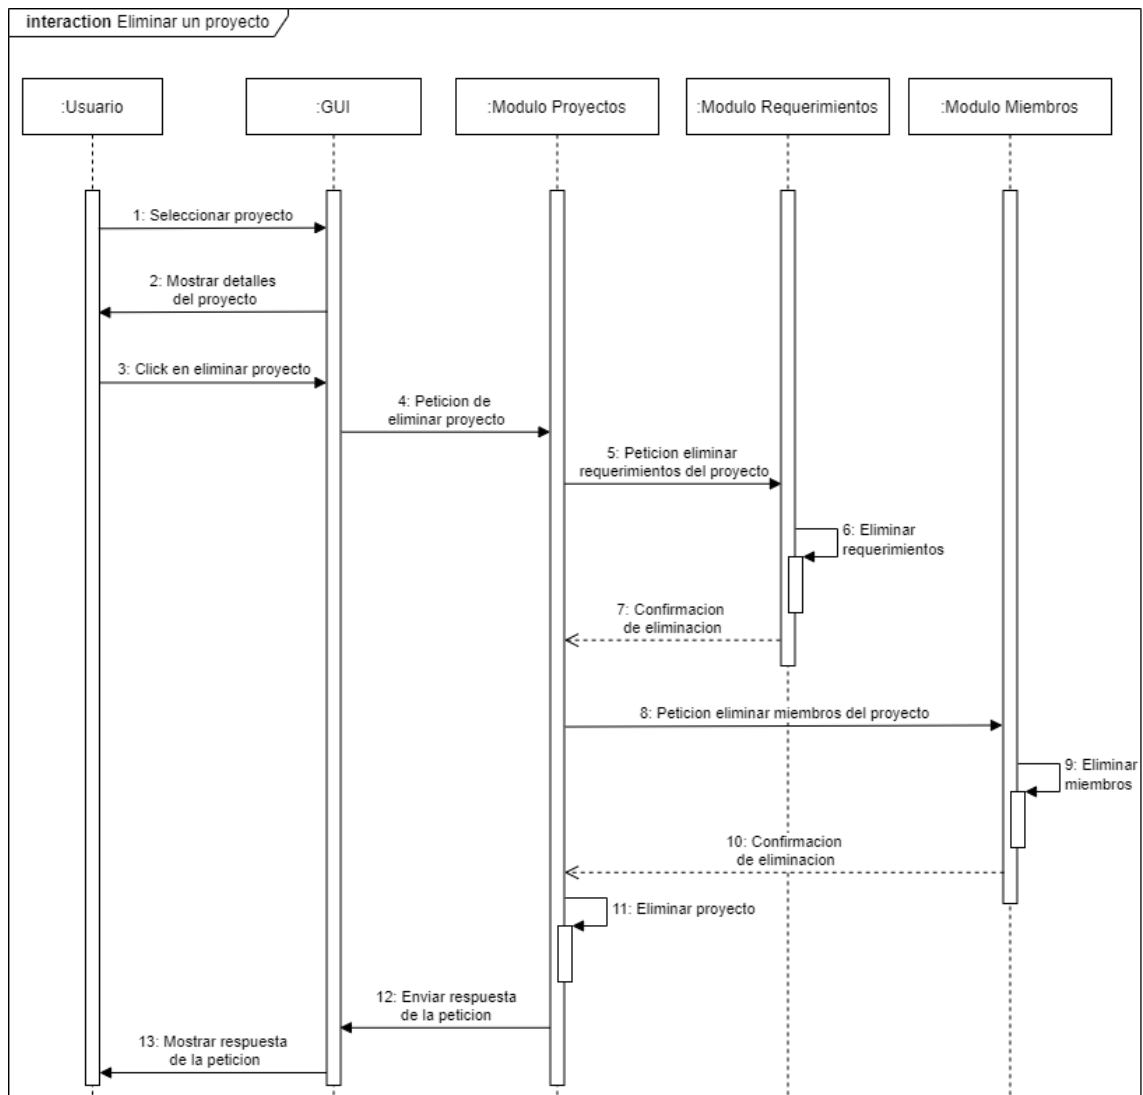 interaction Eliminar un proyecto
:Usuario
:GUI
:Modulo Proyectos
:Modulo Requerimientos
:Modulo Miembros
1: Seleccionar proyecto
2: Mostrar detalles
del proyecto
3: Click en eliminar proyecto
4: Peticion de
eliminar proyecto
5: Peticion eliminar
requerimientos del proyecto
6: Eliminar
requerimientos
7: Confirmacion
de eliminacion
8: Peticion eliminar miembros del proyecto
9: Eliminar
miembros
10: Confirmacion
de eliminacion
11: Eliminar proyecto
12: Enviar respuesta
de la peticion
13: Mostrar respuesta
de la peticion